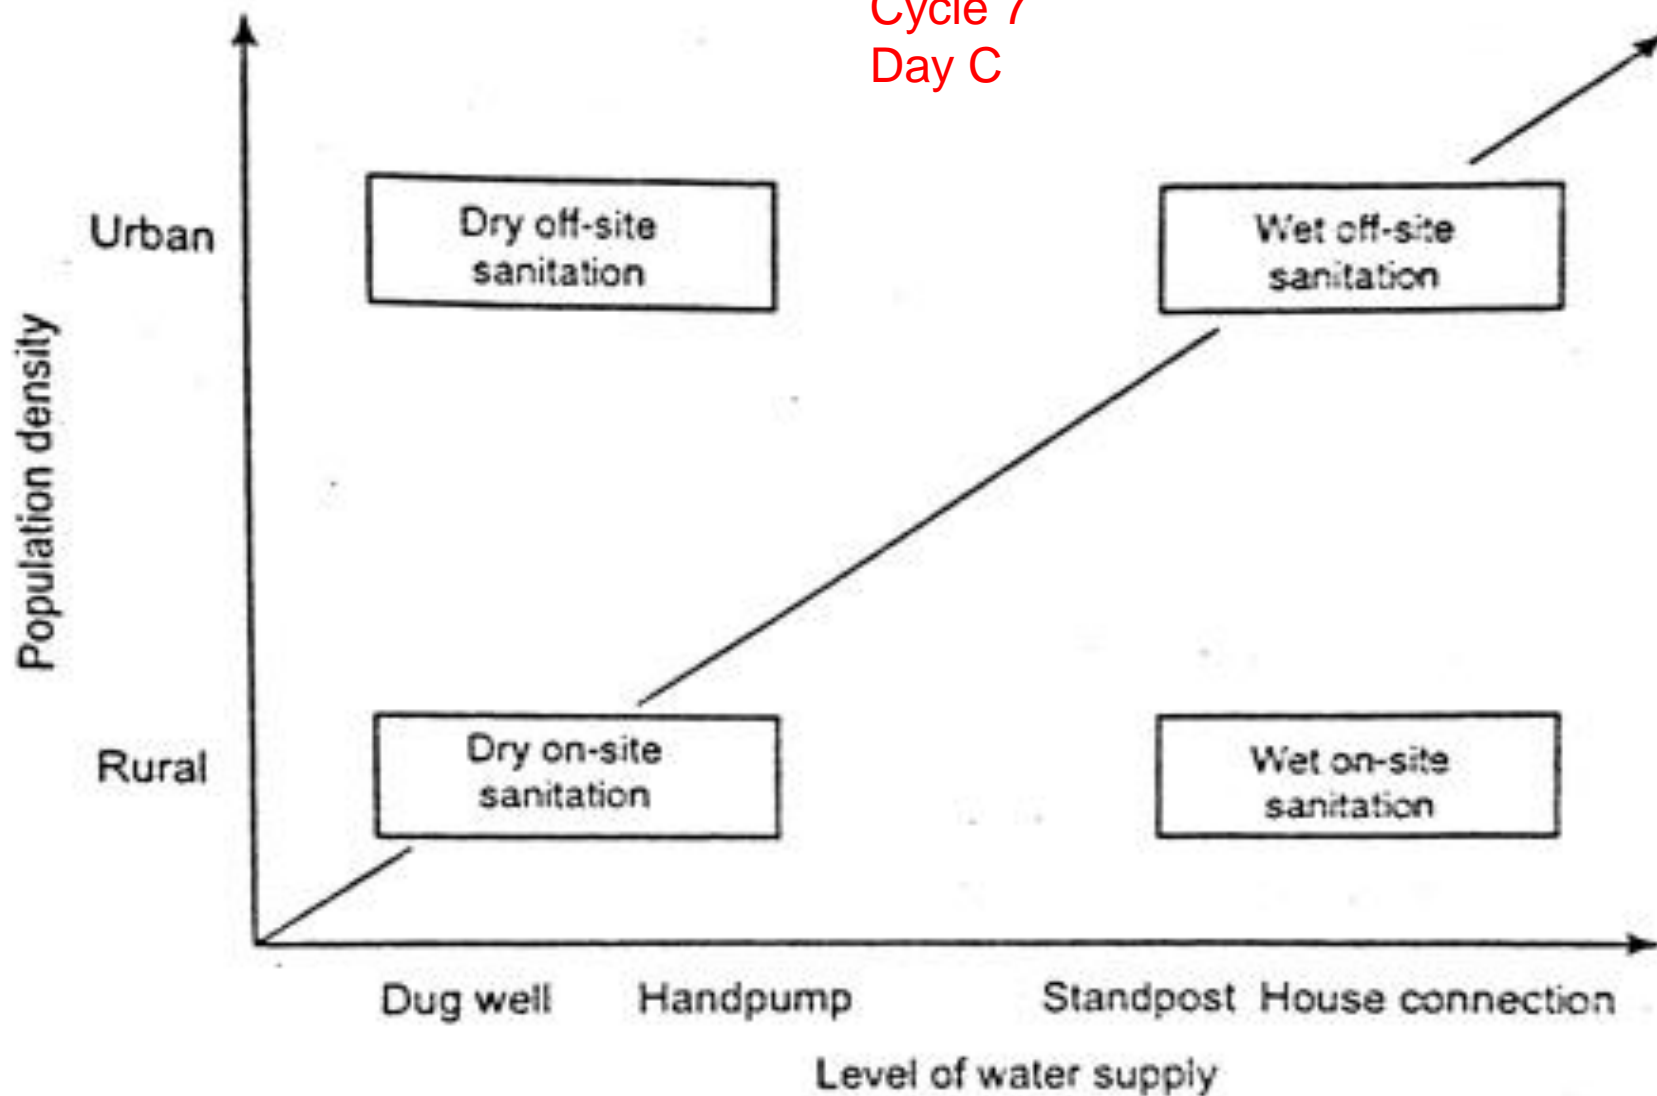 Cycle 7
Day C
Urban
Dry off-site
sanitation
Wet off-site
sanitation
Population density
Rural
Dry on-site
sanitation
Wet on-site
sanitation
Dug well
Handpump
Standpost
House connection
Level of water supply